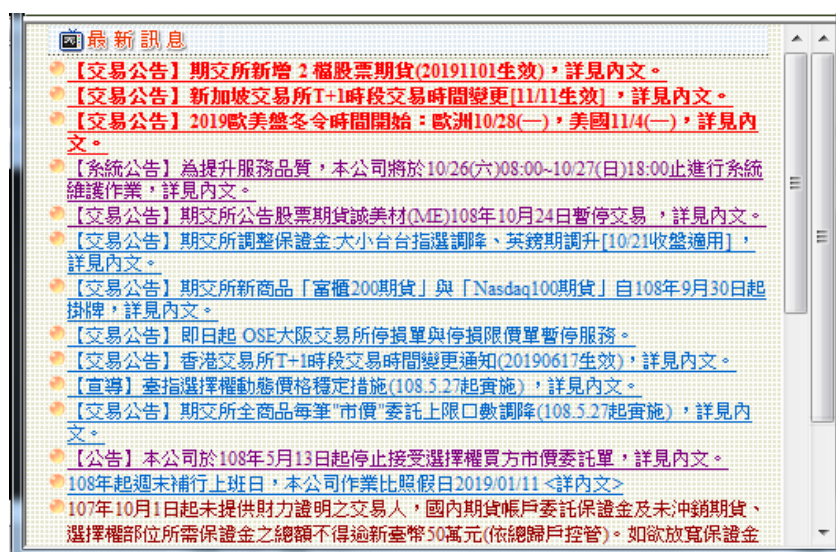 最新訊息
【交易公告】期交所新增 2 檔股票期貨(20191101生效)，詳見內文。
【交易公告】新加坡交易所T+1時段交易時間變更[11/11生效] ，詳見內文。
【交易公告】2019歐美盤冬令時間開始：歐洲10/28(一)，美國11/4(一)，詳見內
文。
【系統公告】為提升服務品質，本公司將於10/26(六)08:00~10/27(日)18:00止進行系統
維護作業，詳見內文。
【交易公告】期交所公告股票期貨誠美材(ME)108年10月24日暫停交易 ，詳見內文。
【交易公告】期交所調整保證金:大小台台指選調降、英鎊期調升[10/21收盤適用] ，
詳見內文。
【交易公告】期交所新商品「富櫃200期貨」與「Nasdaq100期貨」自108年9月30日起
掛牌，詳見內文。
【交易公告】即日起 OSE大阪交易所停損單與停損限價單暫停服務。
【交易公告】香港交易所T+1時段交易時間變更通知(20190617生效)，詳見內文。
【宣導】臺指選擇權動態價格穩定措施(108.5.27起實施) ，詳見內文。
【交易公告】期交所全商品每筆"市價"委託上限口數調降(108.5.27起實施) ，詳見內
文。
【公告】本公司於108年5月13日起停止接受選擇權買方市價委託單，詳見內文。
108年起週末補行上班日，本公司作業比照假日2019/01/11 <詳內文>
107年10月1日起未提供財力證明之交易人，國內期貨帳戶委託保證金及未沖銷期貨、
選擇權部位所需保證金之總額不得逾新臺幣50萬元(依總歸戶控管)。如欲放寬保證金